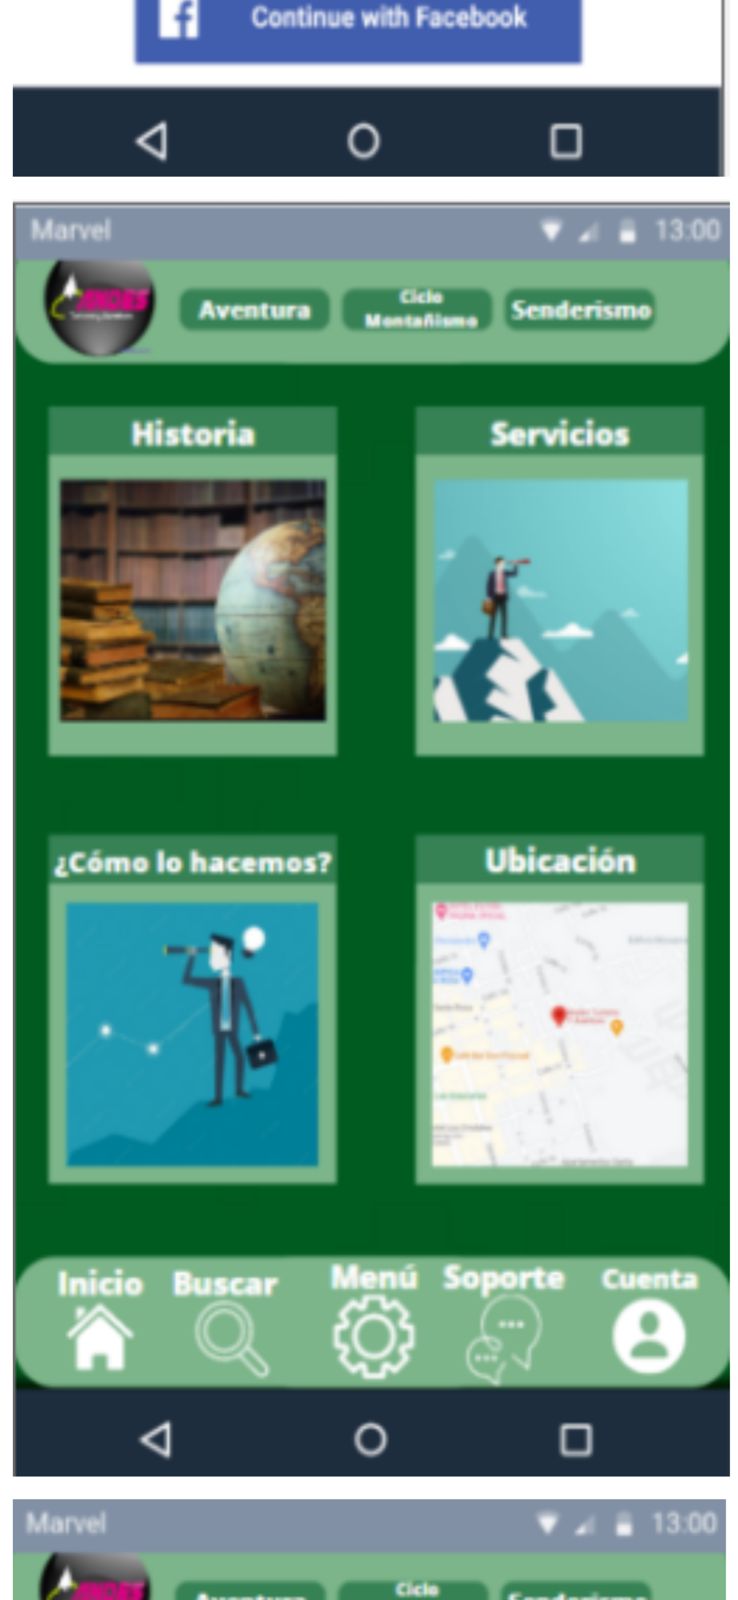 Continue with Facebook
Marvel
13:00
ANDES
Aventura
Ciclo
Montañismo
Senderismo
Historia
Servicios
¿Cómo lo hacemos?
Ubicación
Inicio
Buscar
Menú
Soporte
Cuenta
Marvel
13:00
ANDES
Aventura
Ciclo
Senderismo